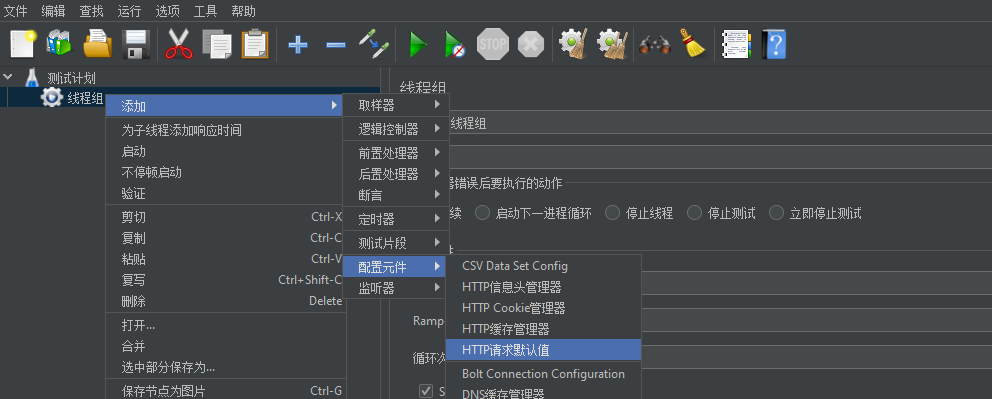 文件 编辑 查找 运行 选项 工具 帮助
STOP
?
测试计划
线程组
添加
为子线程添加响应时间
启动
不停顿启动
验证
剪切 Ctrl-X
复制 Ctrl-C
粘贴 Ctrl-V
复写 Ctrl+Shift-C
删除 Delete
打开...
合并
选中部分保存为...
保存节点为图片 Ctrl-G
取样器
逻辑控制器
前置处理器
后置处理器
断言
定时器
测试片段
配置元件
监听器
CSV Data Set Config
HTTP信息头管理器
HTTP Cookie管理器
HTTP缓存管理器
HTTP请求默认值
Bolt Connection Configuration
DNS缓存管理器
线程组
线程组
错误后要执行的动作
续 启动下一进程循环 停止线程 停止测试 立即停止测试
Ramp
循环次
S